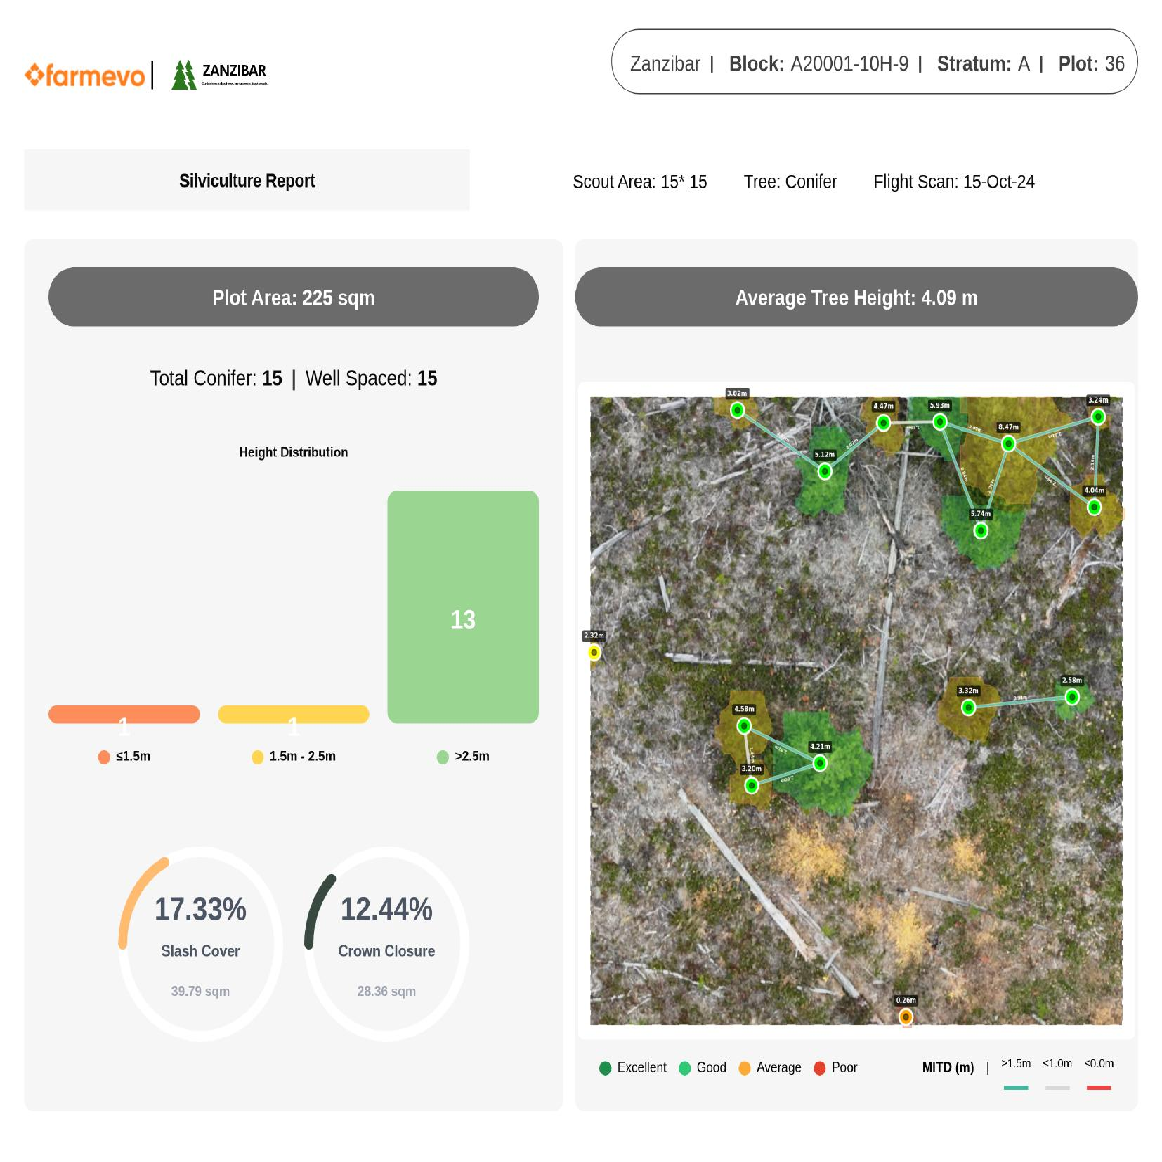 farmevo
ZANZIBAR
Zanzibar | Block: A20001-10H-9 | Stratum: A | Plot: 36
Silviculture Report
Scout Area: 15* 15 Tree: Conifer Flight Scan: 15-Oct-24
Plot Area: 225 sqm
Average Tree Height: 4.09 m
Total Conifer: 15 | Well Spaced: 15
Height Distribution
13
1
1
≤1.5m
1.5m - 2.5m
>2.5m
17.33%
Slash Cover
39.79 sqm
12.44%
Crown Closure
28.36 sqm
3.02m
4.47m
5.93m
3.24m
8.47m
5.12m
4.04m
5.74m
2.32m
2.58m
3.32m
4.58m
4.21m
3.20m
0.26m
Excellent Good Average Poor
MITD (m) | >1.5m <1.0m <0.0m